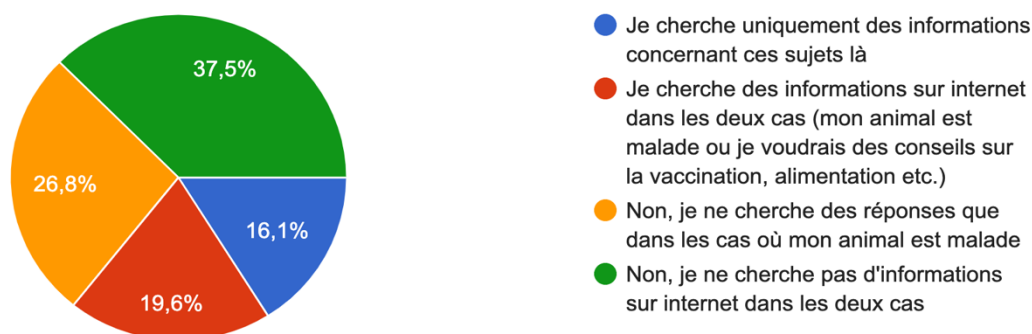 37,5%
26,8%
16,1%
19,6%
Je cherche uniquement des informations
concernant ces sujets là
Je cherche des informations sur internet
dans les deux cas (mon animal est
malade ou je voudrais des conseils sur
la vaccination, alimentation etc.)
Non, je ne cherche des réponses que
dans les cas où mon animal est malade
Non, je ne cherche pas d'informations
sur internet dans les deux cas